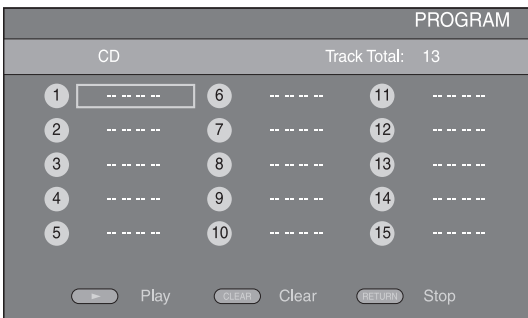 PROGRAM
CD Track Total: 13
1 -- -- -- -- 6 -- -- -- -- 11 -- -- -- --
2 -- -- -- -- 7 -- -- -- -- 12 -- -- -- --
3 -- -- -- -- 8 -- -- -- -- 13 -- -- -- --
4 -- -- -- -- 9 -- -- -- -- 14 -- -- -- --
5 -- -- -- -- 10 -- -- -- -- 15 -- -- -- --
Play CLEAR Clear RETURN Stop